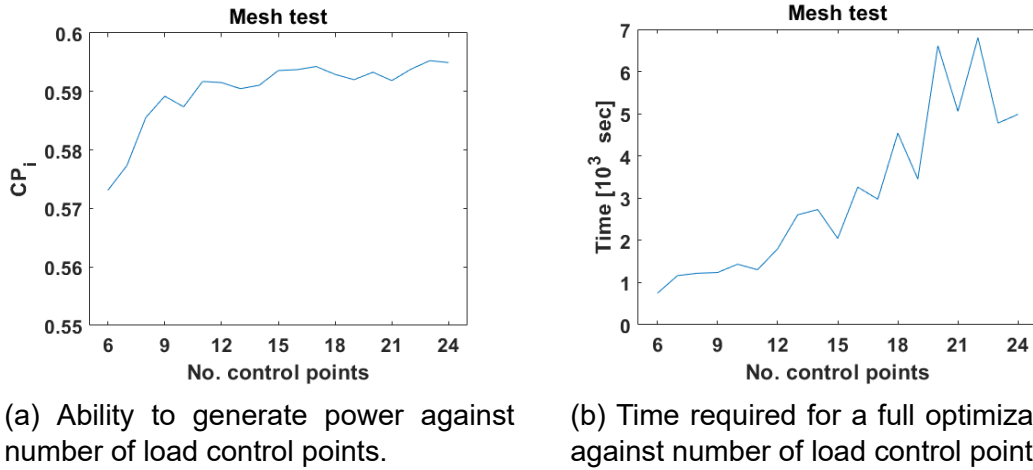 Mesh test
0.6
0.59
0.58
0.57
0.56
0.55
CP_i
6 9 12 15 18 21 24
No. control points
(a) Ability to generate power against
number of load control points.
Mesh test
7
6
5
4
3
2
1
0
Time [10^3 sec]
6 9 12 15 18 21 24
No. control points
(b) Time required for a full optimiza
against number of load control point